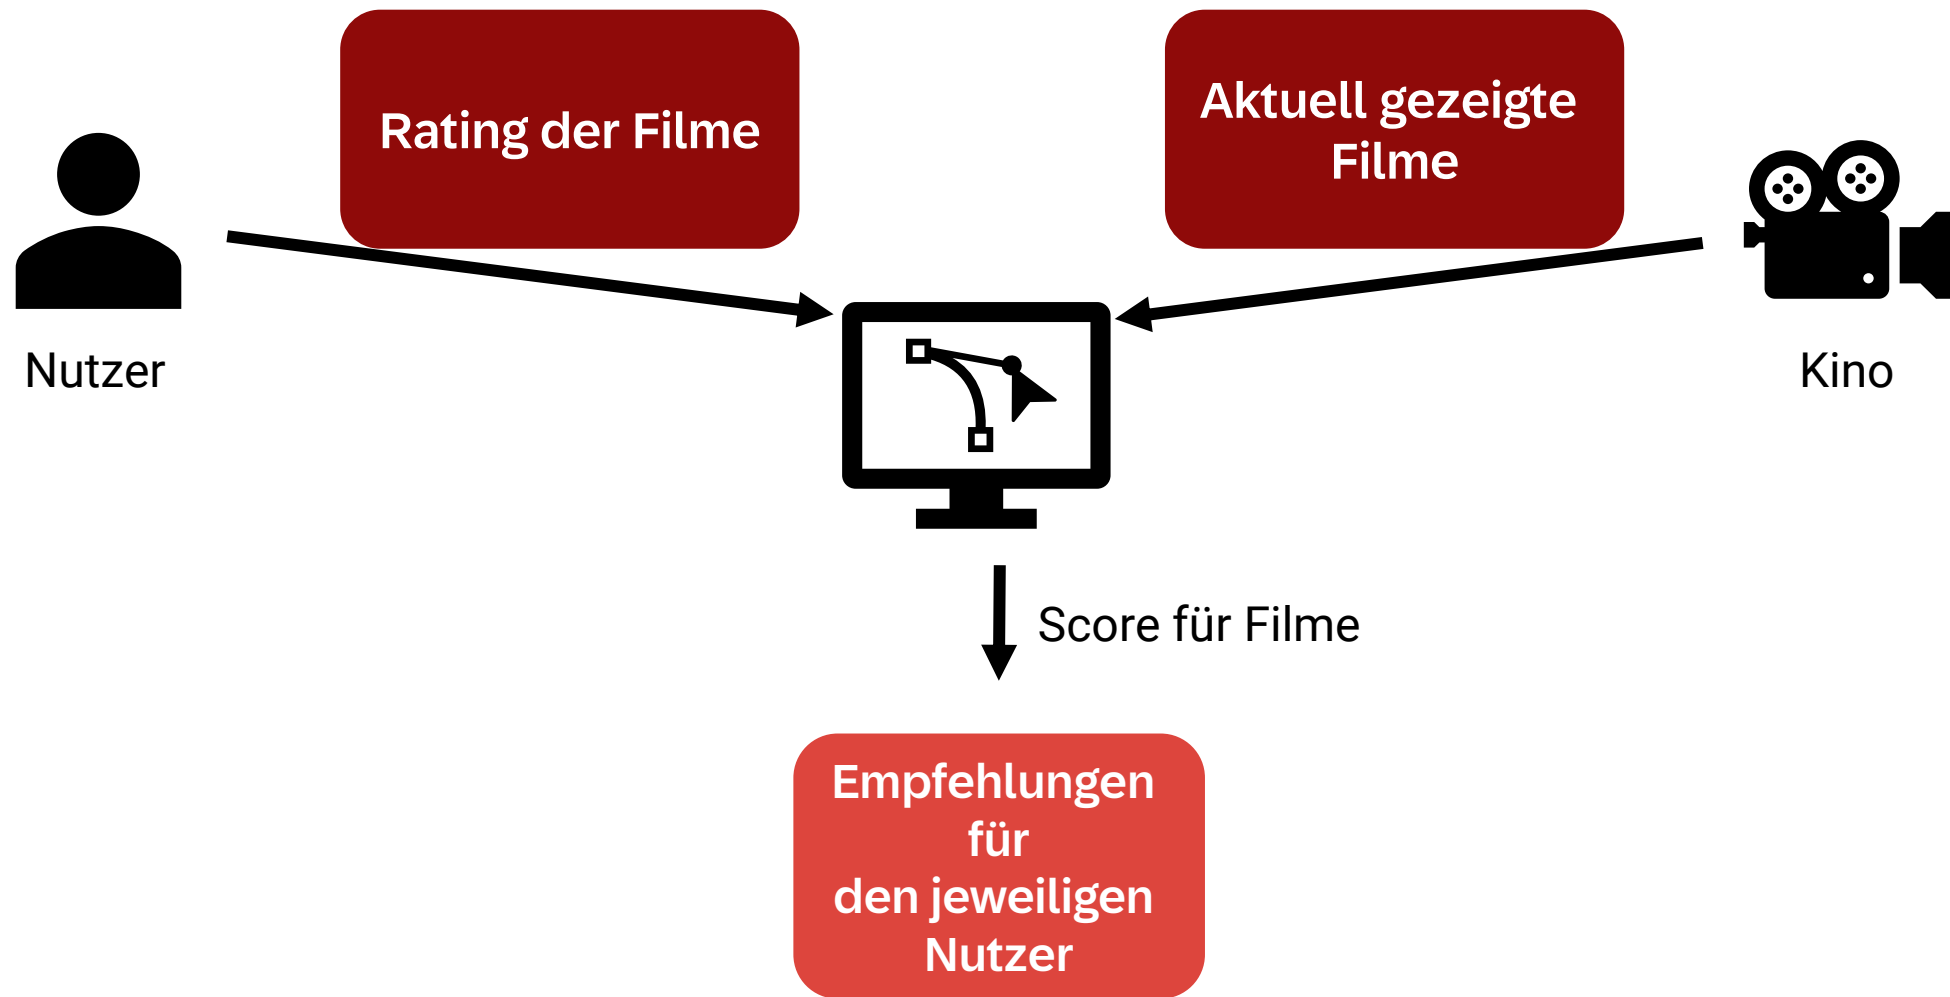 Rating der Filme
Aktuell gezeigte
Filme
Nutzer
Kino
Score für Filme
Empfehlungen
für
den jeweiligen
Nutzer